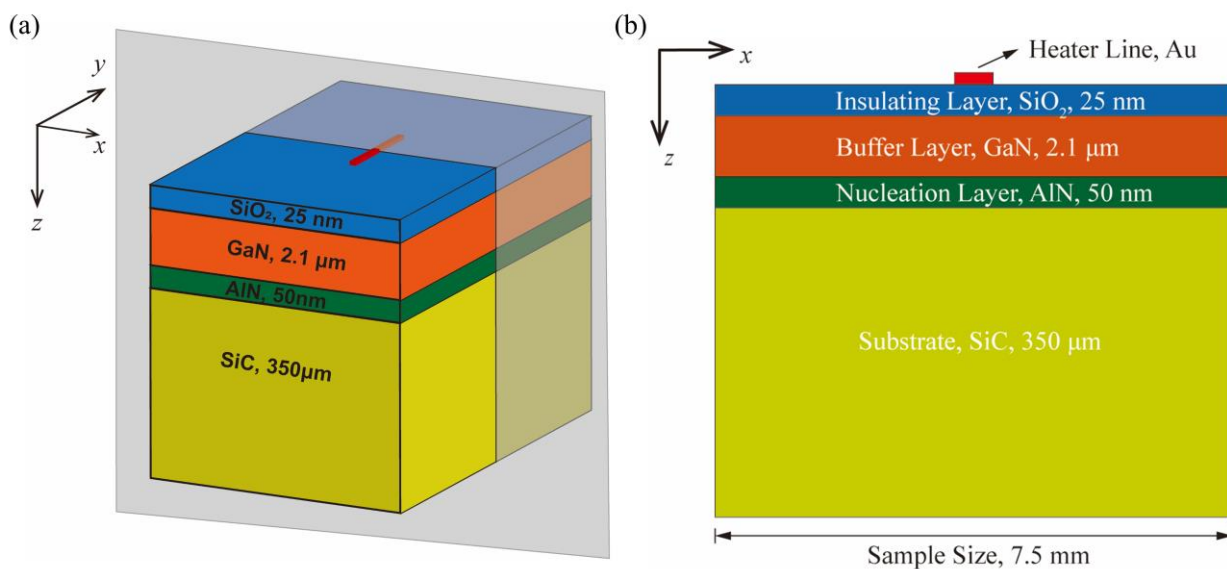 (a)
y
x
z
SiO₂, 25 nm
GaN, 2.1 μm
AlN, 50nm
SiC, 350μm
(b)
x
z
Heater Line, Au
Insulating Layer, SiO₂, 25 nm
Buffer Layer, GaN, 2.1 μm
Nucleation Layer, AlN, 50 nm
Substrate, SiC, 350 μm
Sample Size, 7.5 mm